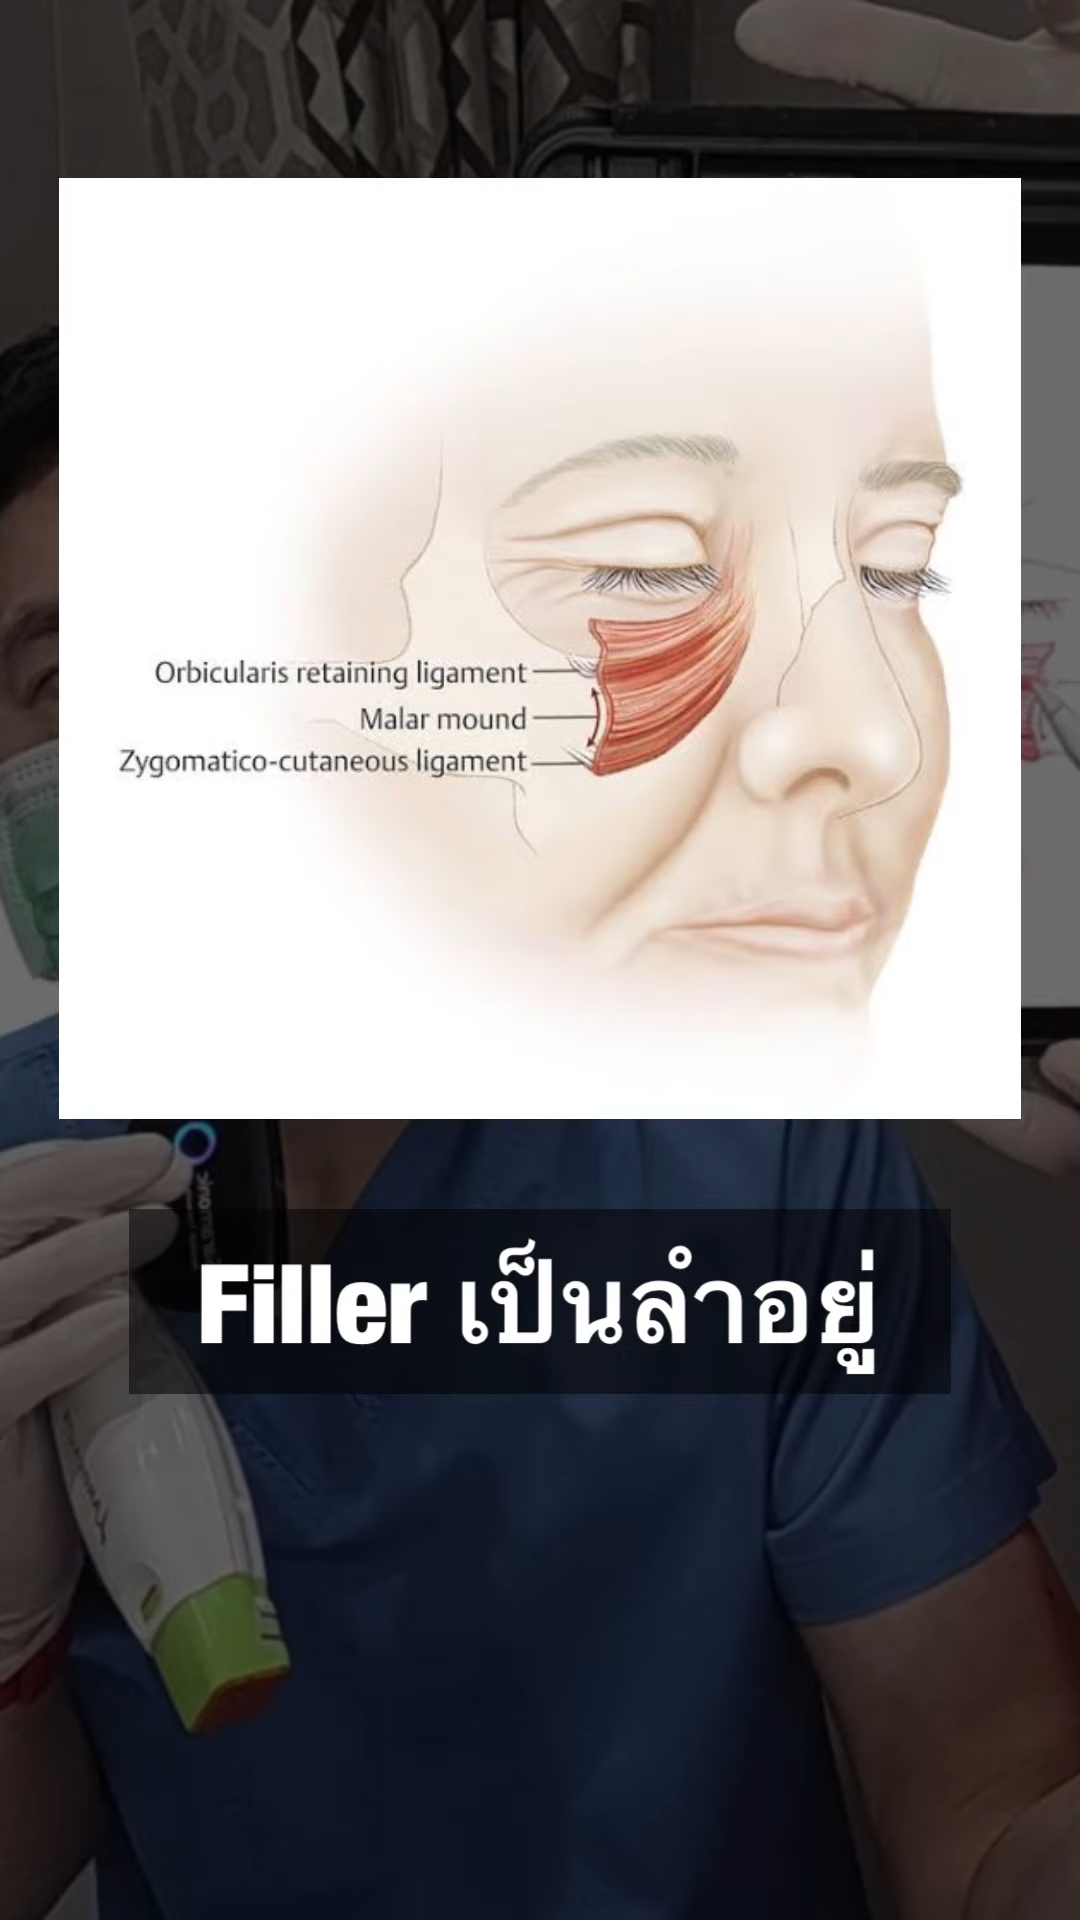 Orbicularis retaining ligament
Malar mound
Zygomatico-cutaneous ligament
Filler เป็นลำอยู่